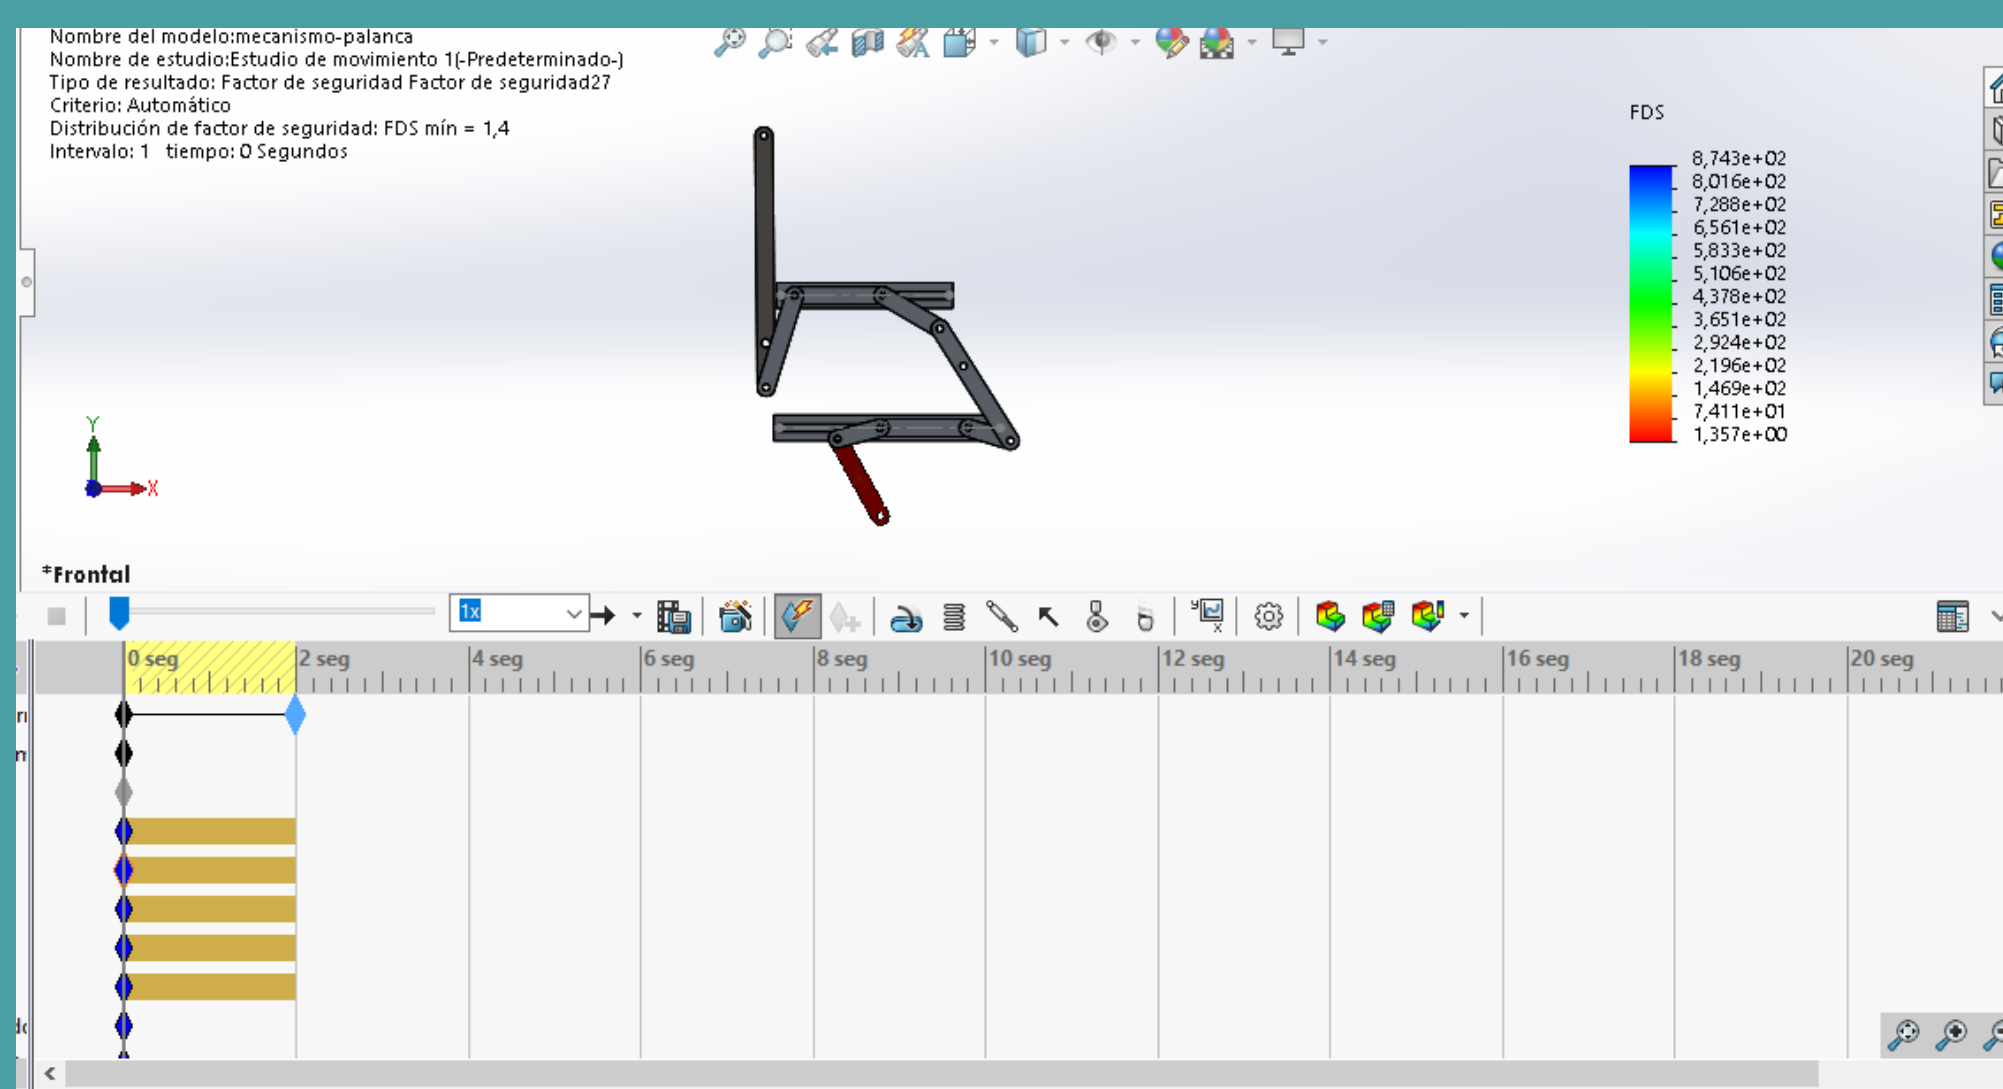 Nombre del modelo:mecanismo-palanca
Nombre de estudio:Estudio de movimiento 1(-Predeterminado-)
Tipo de resultado: Factor de seguridad Factor de seguridad27
Criterio: Automático
Distribución de factor de seguridad: FDS mín = 1,4
Intervalo: 1 tiempo: 0 Segundos
FDS
8,743e+02
8,016e+02
7,288e+02
6,561e+02
5,833e+02
5,106e+02
4,378e+02
3,651e+02
2,924e+02
2,196e+02
1,469e+02
7,411e+01
1,357e+00
Y
X
*Frontal
1x
0 seg 2 seg 4 seg 6 seg 8 seg 10 seg 12 seg 14 seg 16 seg 18 seg 20 seg